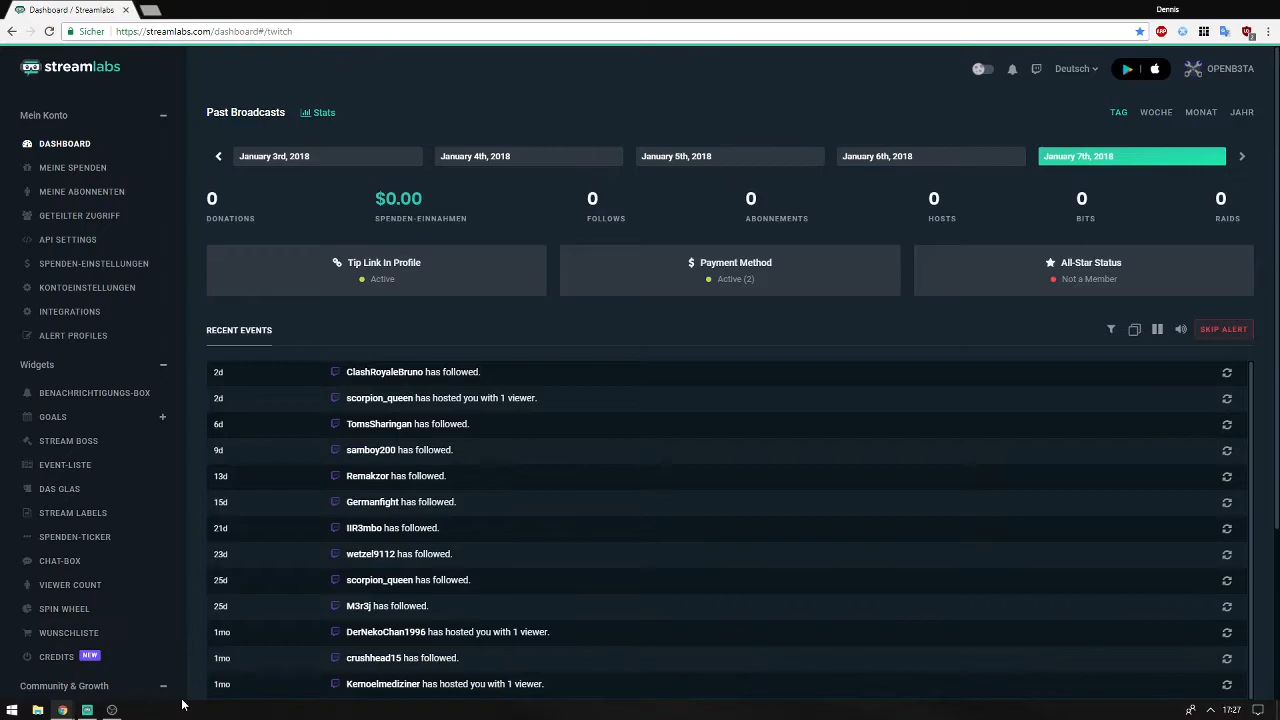 Dashboard / Streamlabs
Dennis
Sicher https://streamlabs.com/dashboard#/twitch
streamlabs
Deutsch
OPENB3TA
Mein Konto
DASHBOARD
MEINE SPENDEN
MEINE ABONNENTEN
GETEILTER ZUGRIFF
API SETTINGS
SPENDEN-EINSTELLUNGEN
KONTOEINSTELLUNGEN
INTEGRATIONS
ALERT PROFILES
Widgets
BENACHRICHTIGUNGS-BOX
GOALS
STREAM BOSS
EVENT-LISTE
DAS GLAS
STREAM LABELS
SPENDEN-TICKER
CHAT-BOX
VIEWER COUNT
SPIN WHEEL
WUNSCHLISTE
CREDITS NEW
Community & Growth
Past Broadcasts Stats
TAG WOCHE MONAT JAHR
January 3rd, 2018 January 4th, 2018 January 5th, 2018 January 6th, 2018 January 7th, 2018
0 $0.00 0 0 0 0 0
DONATIONS SPENDEN-EINNAHMEN FOLLOWS ABONNEMENTS HOSTS BITS RAIDS
Tip Link In Profile
Active
$ Payment Method
Active (2)
All-Star Status
Not a Member
RECENT EVENTS
SKIP ALERT
2d ClashRoyaleBruno has followed.
2d scorpion_queen has hosted you with 1 viewer.
6d TomsSharingan has followed.
9d samboy200 has followed.
13d Remakzor has followed.
15d Germanfight has followed.
21d IIR3mbo has followed.
23d wetzel9112 has followed.
25d scorpion_queen has followed.
25d M3r3j has followed.
1mo DerNekoChan1996 has hosted you with 1 viewer.
1mo crushhead15 has followed.
1mo Kemoelmediziner has hosted you with 1 viewer.
17:27